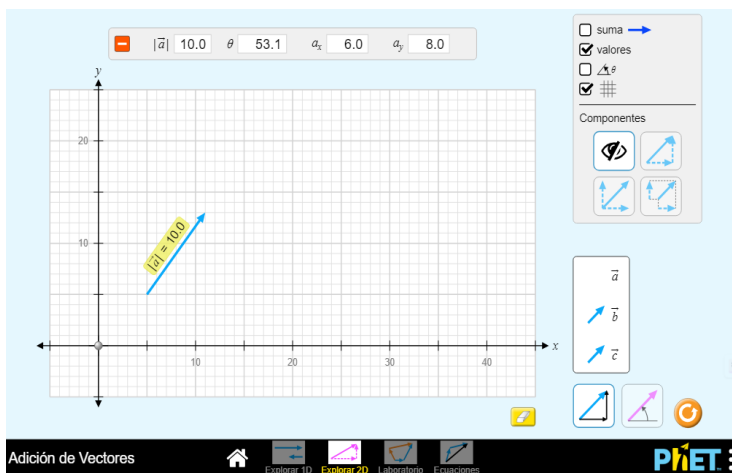 |a⃗| 10.0 θ 53.1 aₓ 6.0 a_y 8.0
suma
valores
θ
Componentes
y
20
10
|a⃗| = 10.0
10 20 30 40
x
a⃗
b⃗
c⃗
Adición de Vectores
Explorar 1D Explorar 2D Laboratorio Ecuaciones
PhET